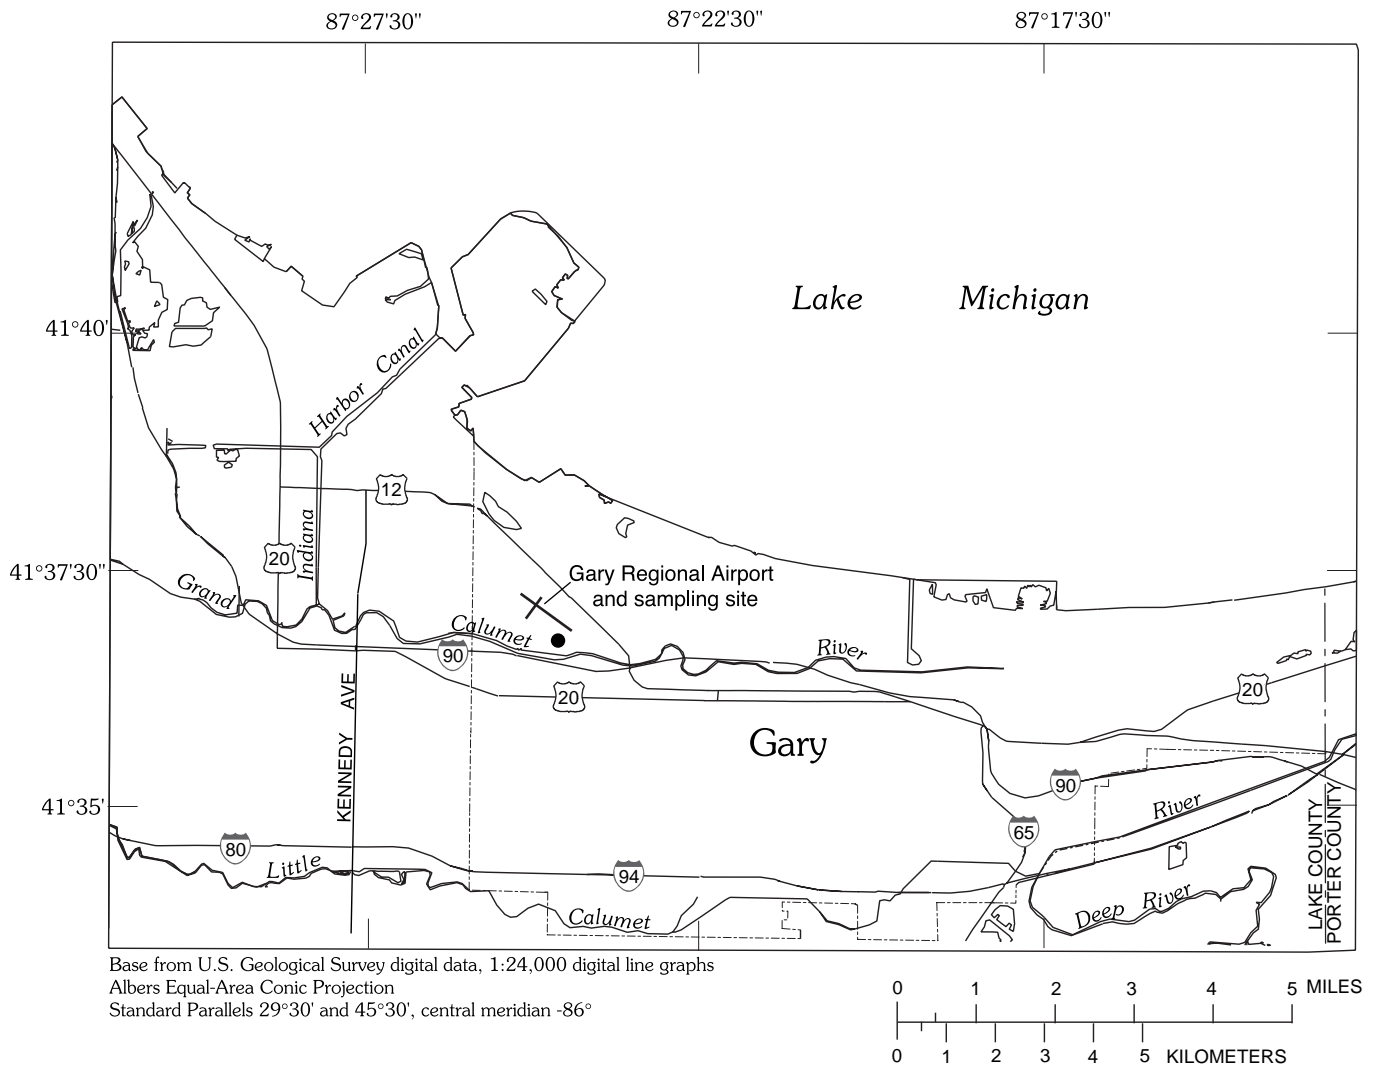 87°27'30"
87°22'30"
87°17'30"
Lake Michigan
41°40'
Harbor Canal
12
Indiana
20
41°37'30"
Gary Regional Airport
and sampling site
Grand
Calumet
River
90
20
20
KENNEDY AVE
Gary
90
41°35'
River
65
LAKE COUNTY
PORTER COUNTY
80
Little
94
Deep River
Calumet
Base from U.S. Geological Survey digital data, 1:24,000 digital line graphs
Albers Equal-Area Conic Projection
Standard Parallels 29°30' and 45°30', central meridian -86°
0 1 2 3 4 5 MILES
0 1 2 3 4 5 KILOMETERS